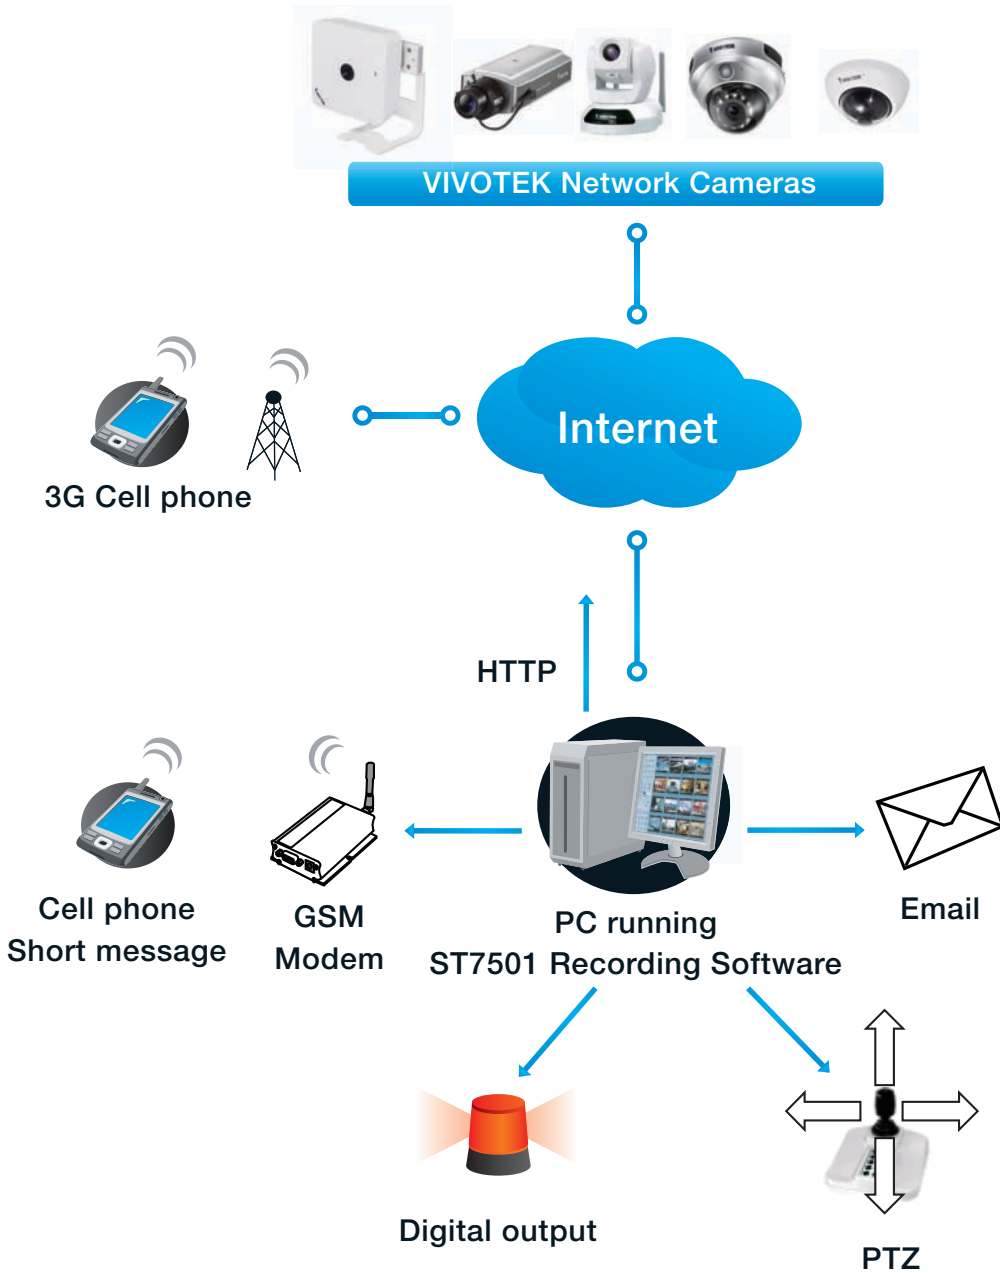 VIVOTEK Network Cameras
Internet
3G Cell phone
HTTP
Cell phone
Short message
GSM
Modem
PC running
ST7501 Recording Software
Email
Digital output
PTZ